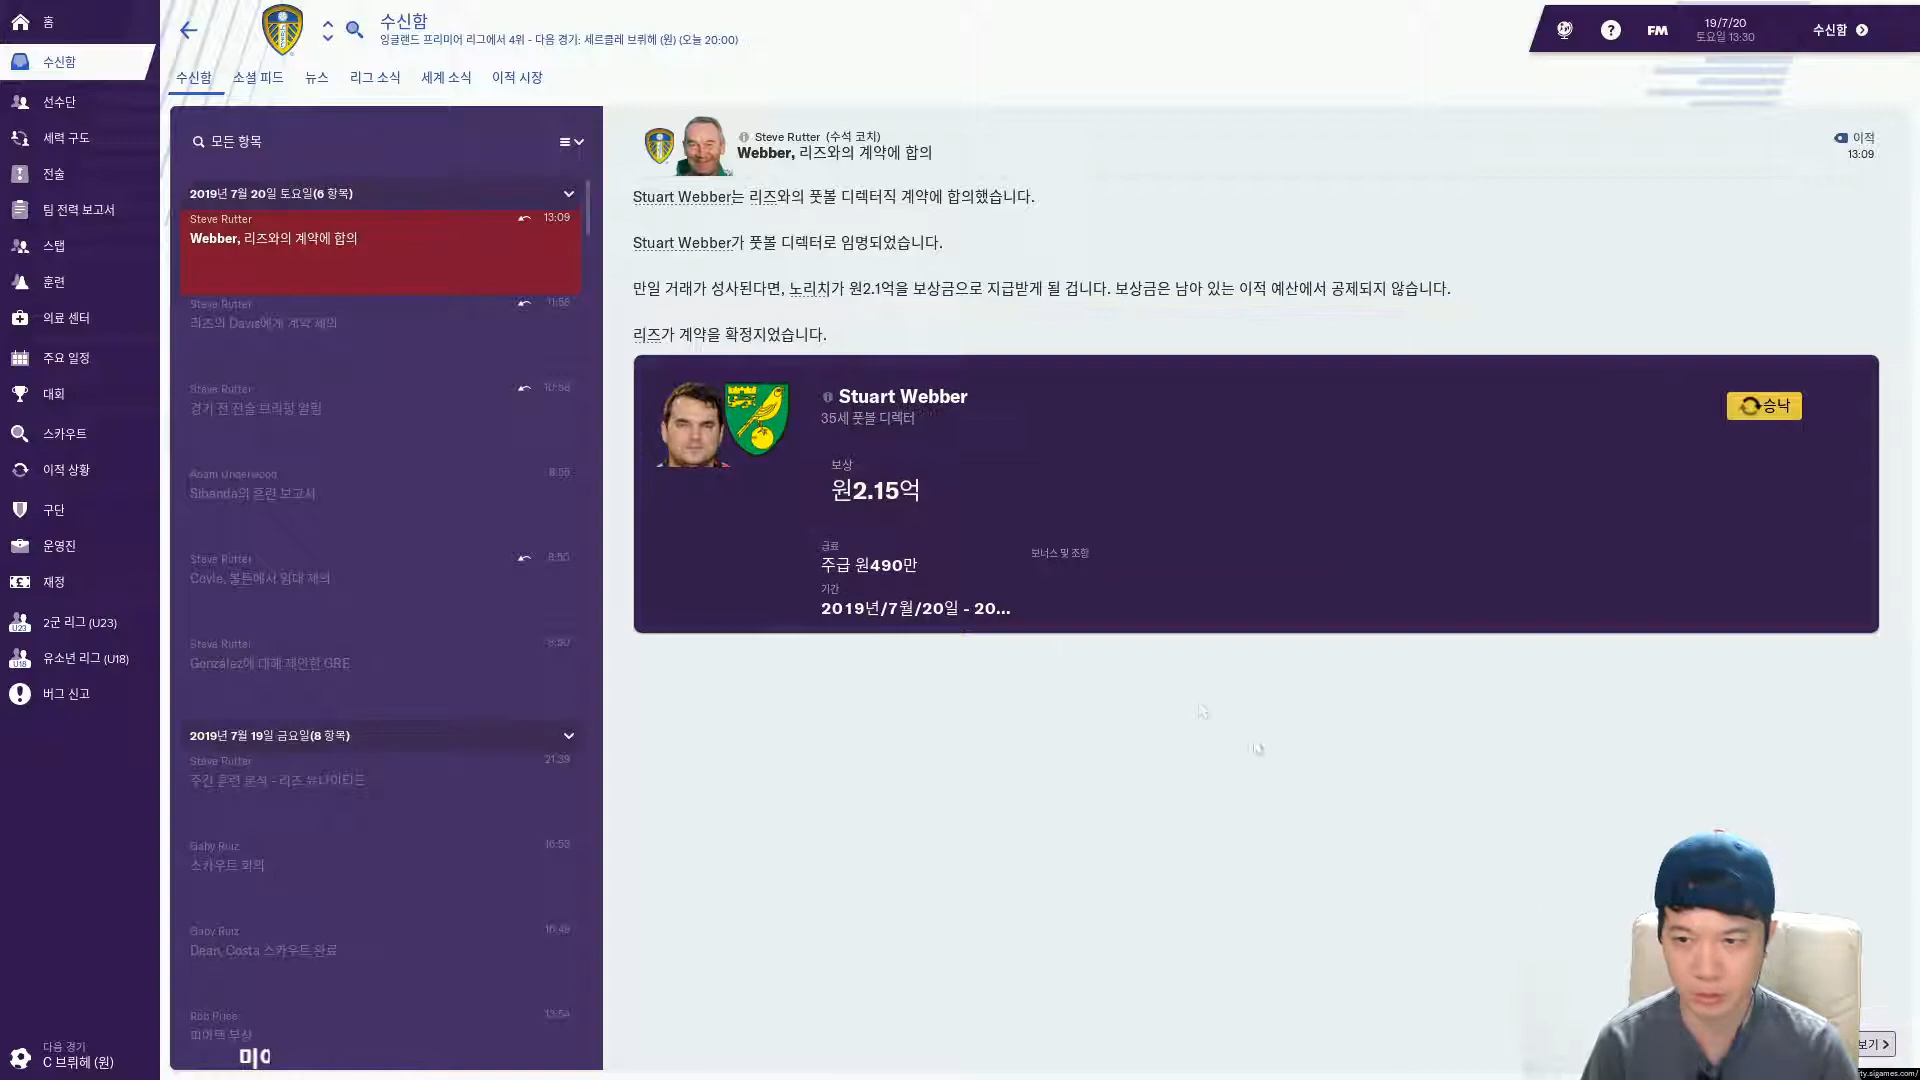 홈
수신함
선수단
세력 구도
전술
팀 전력 보고서
스탭
훈련
의료 센터
주요 일정
대회
스카우트
이적 상황
구단
운영진
재정
2군 리그 (U23)
유소년 리그 (U18)
버그 신고
다음 경기
C 브뤼헤 (원)
수신함
잉글랜드 프리미어 리그에서 4위 - 다음 경기: 세르클레 브뤼헤 (원) (오늘 20:00)
FM
19/7/20
토요일 13:30
수신함
수신함 소셜 피드 뉴스 리그 소식 세계 소식 이적 시장
모든 항목
2019년 7월 20일 토요일(6 항목)
Steve Rutter 13:09
Webber, 리즈와의 계약에 합의
Steve Rutter 11:58
리즈의 Davis에게 계약 제의
Steve Rutter 10:58
경기 전 전술 브리핑 알림
Adam Underwood 8:55
Sibanda의 훈련 보고서
Steve Rutter 8:50
Coyle, 볼튼에서 임대 제의
Steve Rutter 8:50
González에 대해 제안한 GRE
2019년 7월 19일 금요일(8 항목)
Steve Rutter 21:39
주간 훈련 분석 - 리즈 유나이티드
Gaby Ruiz 16:53
스카우트 회의
Gaby Ruiz 16:49
Dean, Costa 스카우트 완료
Rob Price 13:54
Steve Rutter (수석 코치)
Webber, 리즈와의 계약에 합의
이적
13:09
Stuart Webber는 리즈와의 풋볼 디렉터직 계약에 합의했습니다.
Stuart Webber가 풋볼 디렉터로 임명되었습니다.
만일 거래가 성사된다면, 노리치가 원2.1억을 보상금으로 지급받게 될 겁니다. 보상금은 남아 있는 이적 예산에서 공제되지 않습니다.
리즈가 계약을 확정지었습니다.
Stuart Webber
35세 풋볼 디렉터
승낙
보상
원2.15억
급료
주급 원490만
보너스 및 조항
기간
2019년/7월/20일 - 20...
보기